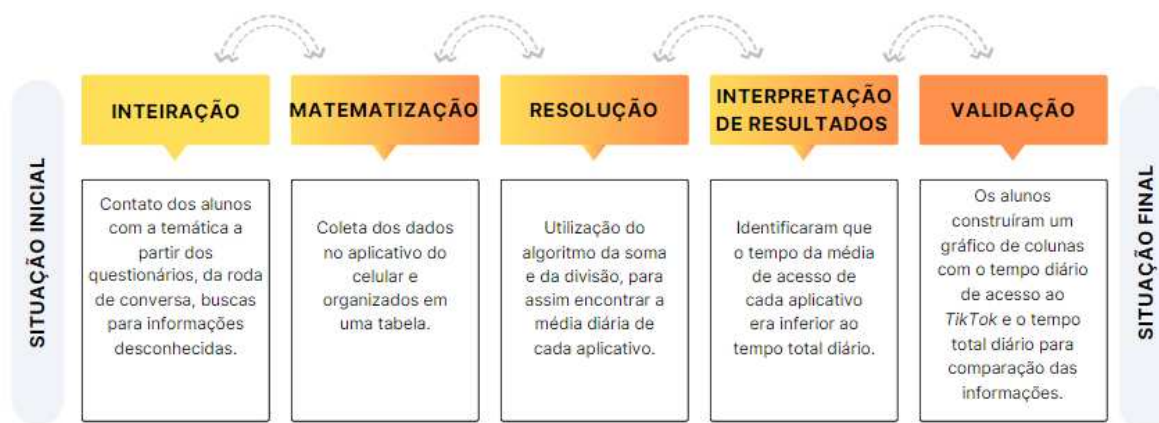 SITUAÇÃO INICIAL
INTEIRAÇÃO
Contato dos alunos
com a temática a
partir dos
questionários, da roda
de conversa, buscas
para informações
desconhecidas.
MATEMATIZAÇÃO
Coleta dos dados
no aplicativo do
celular e
organizados em
uma tabela.
RESOLUÇÃO
Utilização do
algoritmo da soma
e da divisão, para
assim encontrar a
média diária de
cada aplicativo.
INTERPRETAÇÃO
DE RESULTADOS
Identificaram que
o tempo da média
de acesso de
cada aplicativo
era inferior ao
tempo total diário.
VALIDAÇÃO
Os alunos
construíram um
gráfico de colunas
com o tempo diário
de acesso ao
TikTok e o tempo
total diário para
comparação das
informações.
SITUAÇÃO FINAL